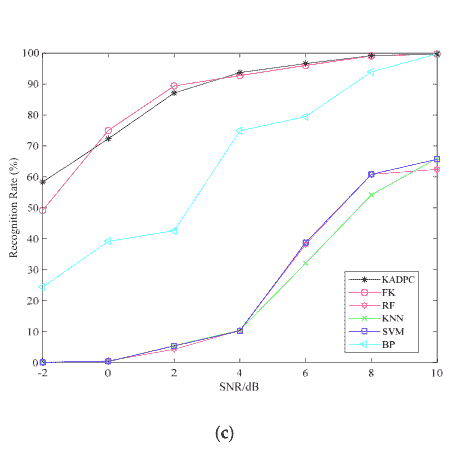 100
90
80
70
60
50
40
30
20
10
0
Recognition Rate (%)
-2 0 2 4 6 8 10
SNR/dB
KADPC
FK
RF
KNN
SVM
BP
(c)